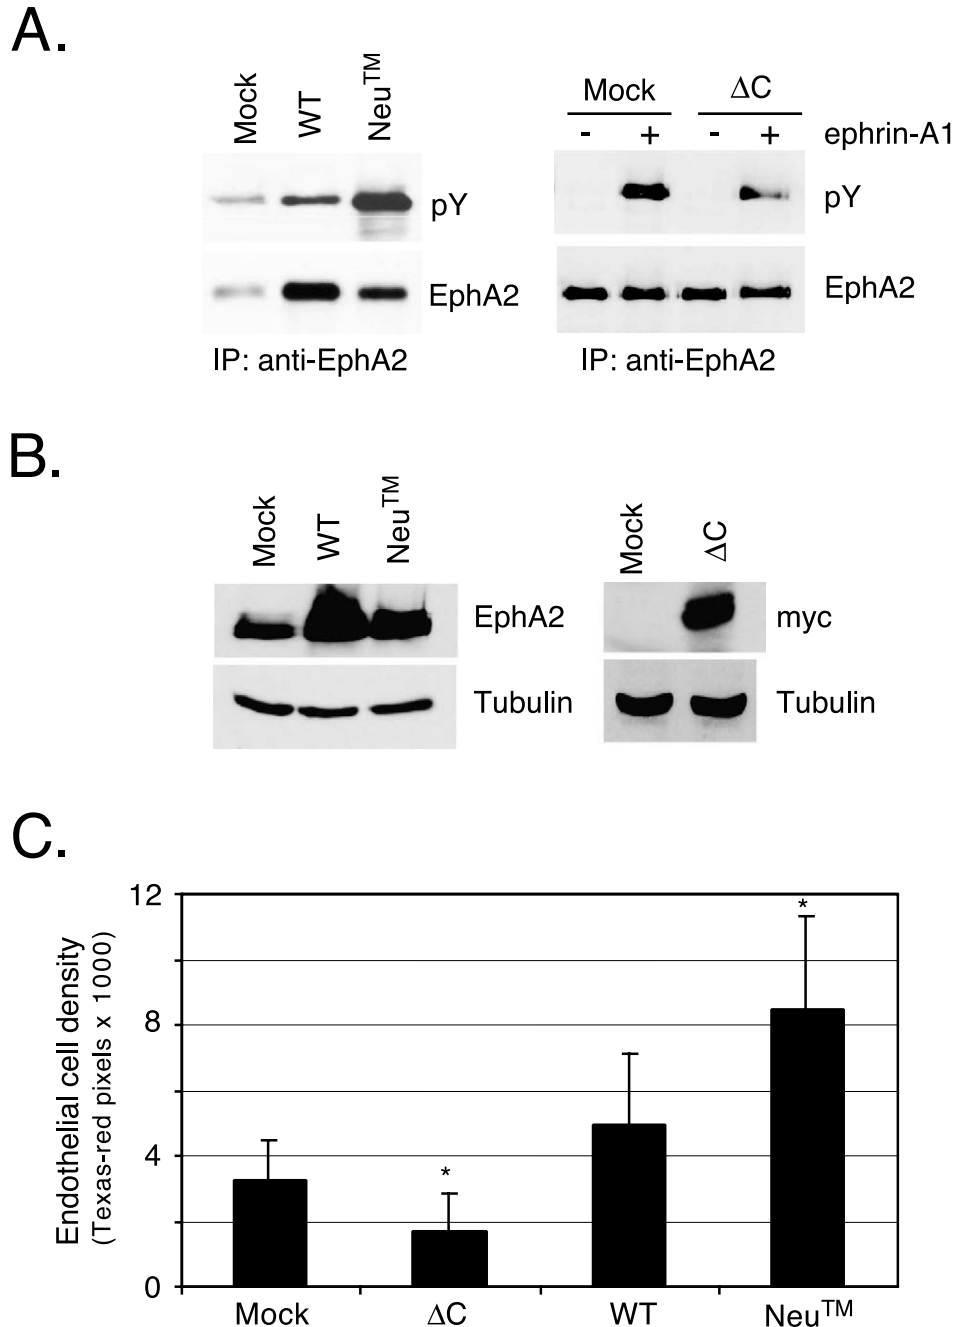 A.
Mock WT Neu™
pY
EphA2
IP: anti-EphA2
Mock ΔC
- + - + ephrin-A1
pY
EphA2
IP: anti-EphA2
B.
Mock WT Neu™
EphA2
Tubulin
Mock ΔC
myc
Tubulin
C.
Endothelial cell density
(Texas-red pixels x 1000)
12
8
4
0
* *
Mock ΔC WT Neu™